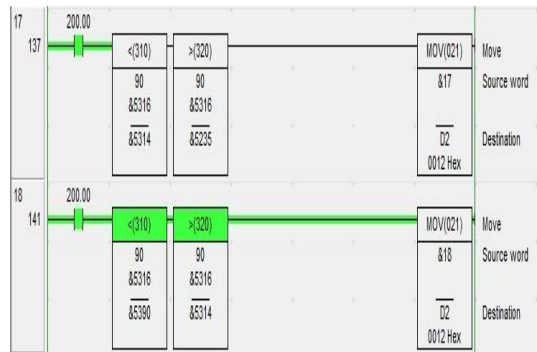 17
200.00
137
<(310)
>(320)
MOV(021)
Move
90
90
&17
Source word
&5316
&5316
&5314
&5235
D2
Destination
0012 Hex
18
200.00
141
<(310)
>(320)
MOV(021)
Move
90
90
&18
Source word
&5316
&5316
&5390
&5314
D2
Destination
0012 Hex